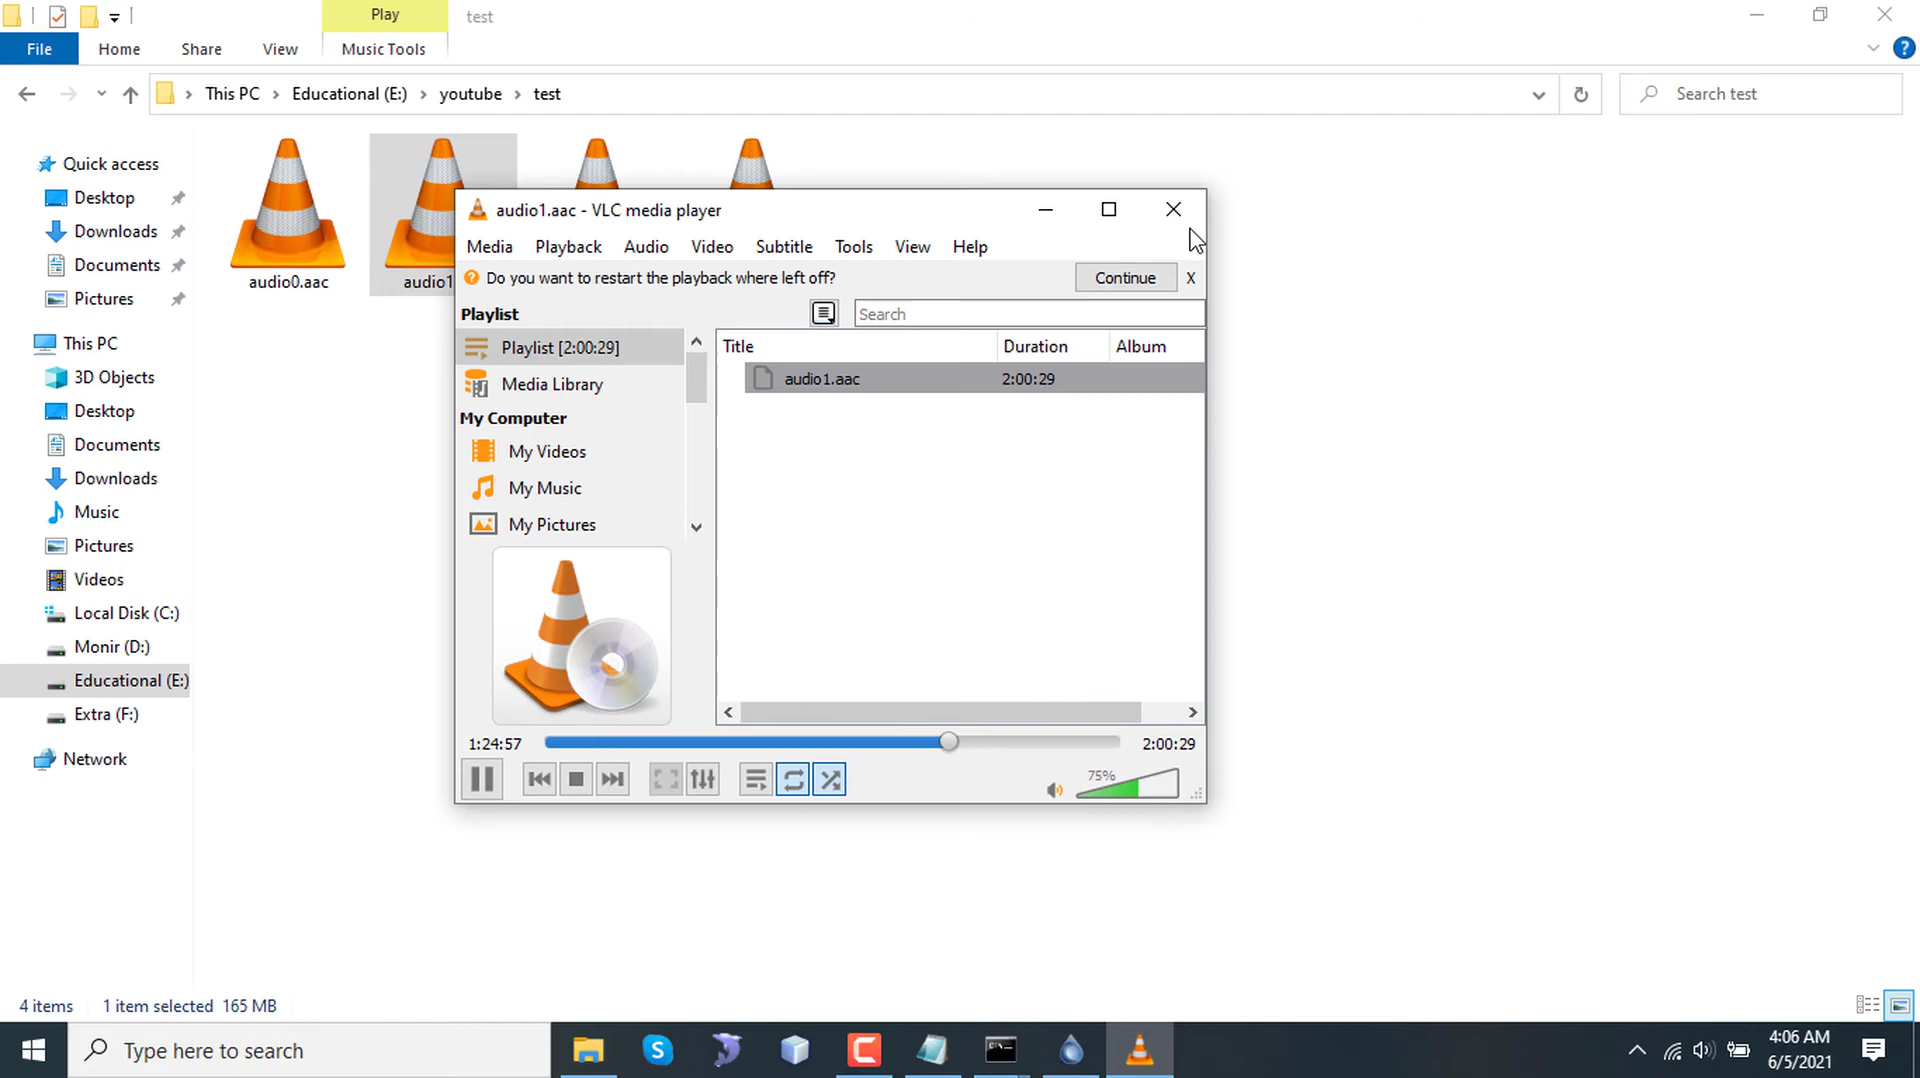 Play
test
File
Home
Share
View
Music Tools
This PC
Educational (E:)
youtube
test
Search test
Quick access
Desktop
Downloads
Documents
Pictures
This PC
3D Objects
Desktop
Documents
Downloads
Music
Pictures
Videos
Local Disk (C:)
Monir (D:)
Educational (E:)
Extra (F:)
Network
audio0.aac
audio1
audio1.aac - VLC media player
Media
Playback
Audio
Video
Subtitle
Tools
View
Help
Do you want to restart the playback where left off?
Continue
X
Playlist
Search
Playlist [2:00:29]
Media Library
My Computer
My Videos
My Music
My Pictures
Title
Duration
Album
audio1.aac
2:00:29
1:24:57
2:00:29
75%
4 items
1 item selected 165 MB
Type here to search
4:06 AM
6/5/2021